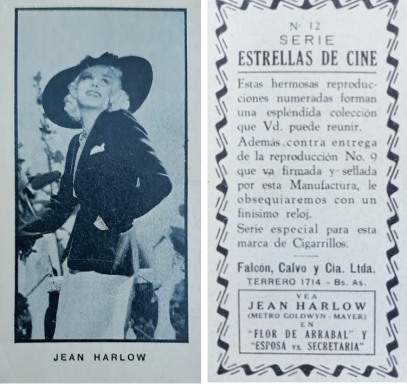 JEAN HARLOW
Nº 12
SERIE
ESTRELLAS DE CINE
Estas hermosas reproduc-
ciones numeradas forman
una espléndida colección
que Vd. puede reunir.
Además, contra entrega
de la reproducción No. 9
que va firmada y sellada
por esta Manufactura, le
obsequiaremos con un
finísimo reloj.
Serie especial para esta
marca de Cigarrillos.
Falcón, Calvo y Cia. Ltda.
TERRERO 1714 - Bs. As.
VEA
JEAN HARLOW
(METRO GOLDWYN - MAYER)
EN
"FLOR DE ARRABAL" Y
"ESPOSA vs. SECRETARIA"